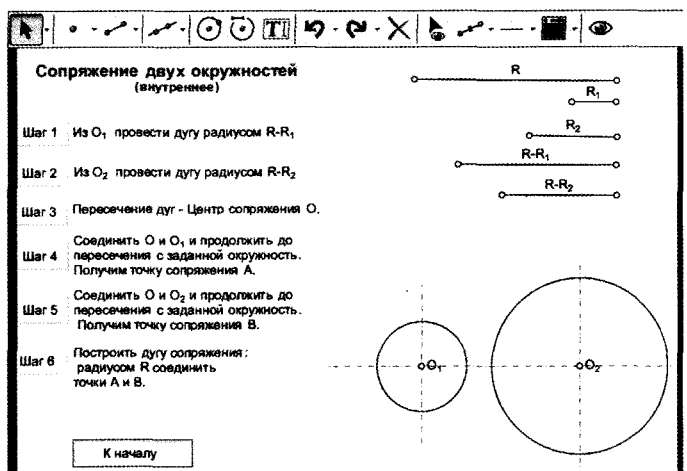 Сопряжение двух окружностей
(внутреннее)
Шаг 1 Из O₁ провести дугу радиусом R-R₁
Шаг 2 Из O₂ провести дугу радиусом R-R₂
Шаг 3 Пересечение дуг - Центр сопряжения O.
Шаг 4 Соединить O и O₁ и продолжить до
пересечения с заданной окружность.
Получим точку сопряжения A.
Шаг 5 Соединить O и O₂ и продолжить до
пересечения с заданной окружность.
Получим точку сопряжения B.
Шаг 6 Построить дугу сопряжения:
радиусом R соединить
точки A и B.
К началу
R
R₁
R₂
R-R₁
R-R₂
O₁
O₂